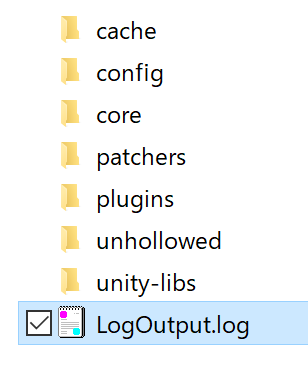 cache
config
core
patchers
plugins
unhollowed
unity-libs
LogOutput.log